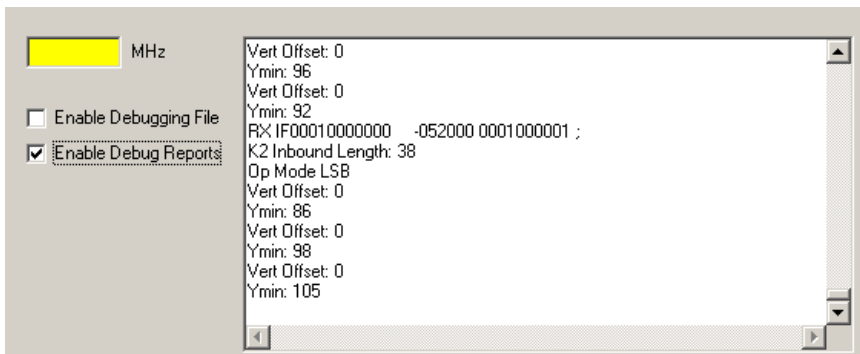 MHz
Enable Debugging File
Enable Debug Reports
Vert Offset: 0
Ymin: 96
Vert Offset: 0
Ymin: 92
RX IF00010000000     -052000 0001000001 ;
K2 Inbound Length: 38
Op Mode LSB
Vert Offset: 0
Ymin: 86
Vert Offset: 0
Ymin: 98
Vert Offset: 0
Ymin: 105